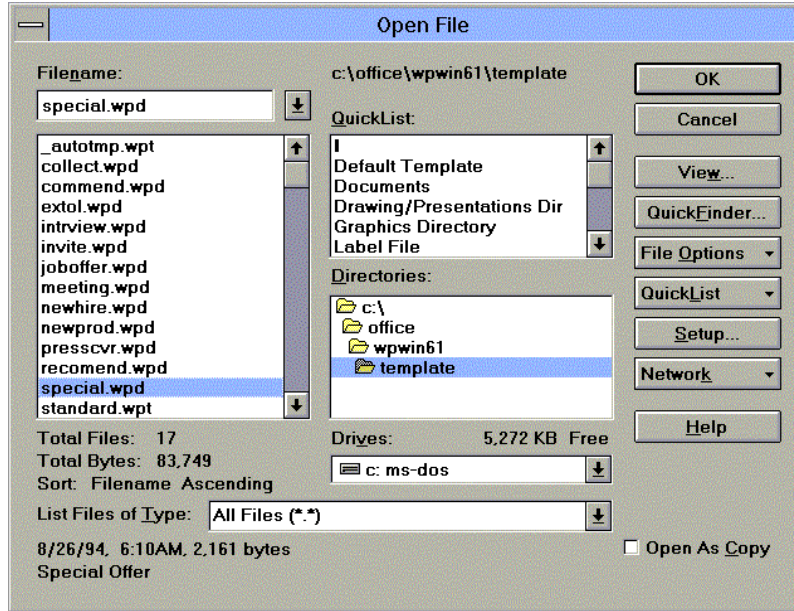 Open File
Filename:
special.wpd
_autotmp.wpt
collect.wpd
commend.wpd
extol.wpd
intrview.wpd
invite.wpd
joboffer.wpd
meeting.wpd
newhire.wpd
newprod.wpd
presscvr.wpd
recomend.wpd
special.wpd
standard.wpt
Total Files: 17
Total Bytes: 83,749
Sort: Filename Ascending
c:\office\wpwin61\template
QuickList:
Default Template
Documents
Drawing/Presentations Dir
Graphics Directory
Label File
Directories:
c:\
office
wpwin61
template
Drives: 5,272 KB Free
c: ms-dos
List Files of Type: All Files (*.*)
8/26/94, 6:10AM, 2,161 bytes
Special Offer
OK
Cancel
View...
QuickFinder...
File Options
QuickList
Setup...
Network
Help
Open As Copy